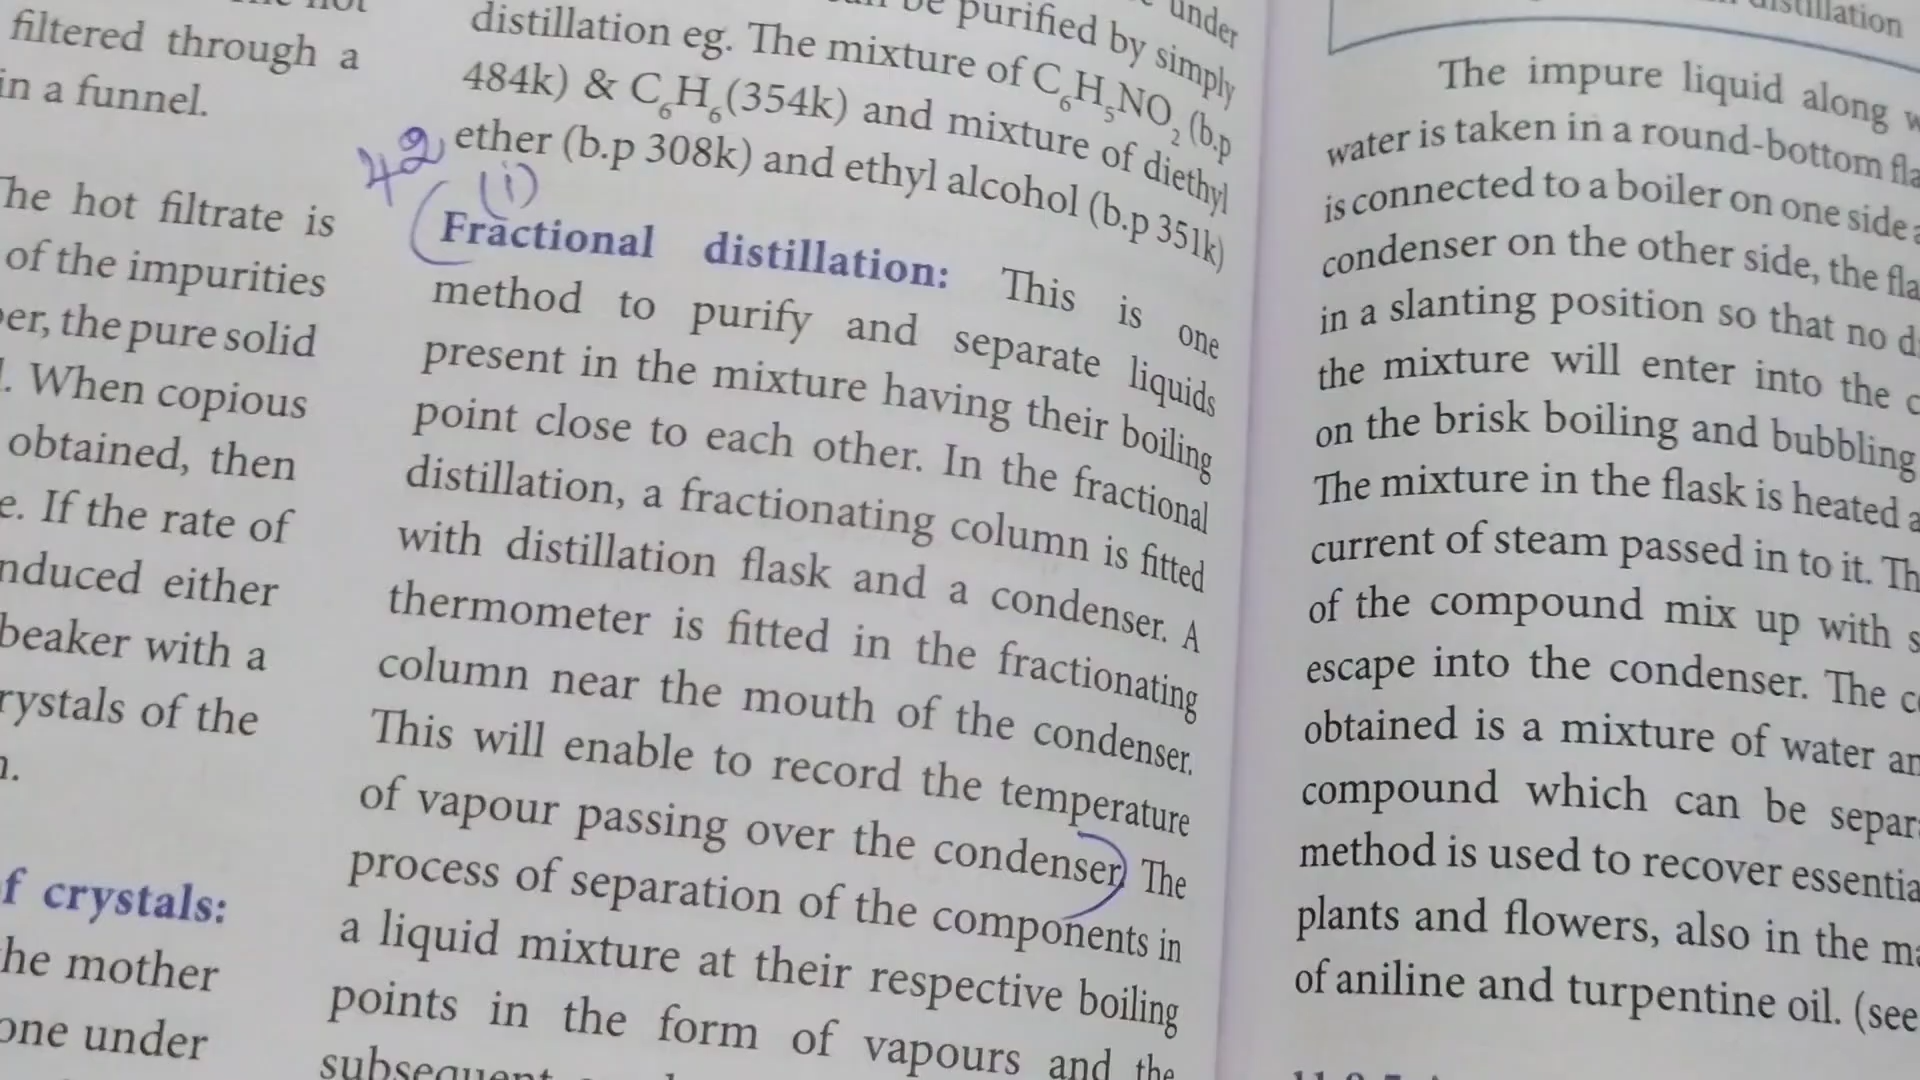 filtered through a
in a funnel.
The hot filtrate is
of the impurities
the pure solid
When copious
obtained, then
If the rate of
either
beaker with a
of the
crystals:
mother
under
under
be purified by simply
distillation eg. The mixture of C6H5NO2 (b.p
484k) & C6H6(354k) and mixture of diethyl
ether (b.p 308k) and ethyl alcohol (b.p 351k)
42
(i)
Fractional distillation: This is one
method to purify and separate liquids
present in the mixture having their boiling
point close to each other. In the fractional
distillation, a fractionating column is fitted
with distillation flask and a condenser. A
thermometer is fitted in the fractionating
column near the mouth of the condenser.
This will enable to record the temperature
of vapour passing over the condenser) The
process of separation of the components in
a liquid mixture at their respective boiling
points in the form of vapours and the
distillation
The impure liquid along
water is taken in a round-bottom
is connected to a boiler on one side
condenser on the other side, the
in a slanting position so that no
the mixture will enter into the
on the brisk boiling and bubbling
The mixture in the flask is heated
current of steam passed in to it.
of the compound mix up with
escape into the condenser. The
obtained is a mixture of water
compound which can be
method is used to recover
plants and flowers, also in the
of aniline and turpentine oil. (see